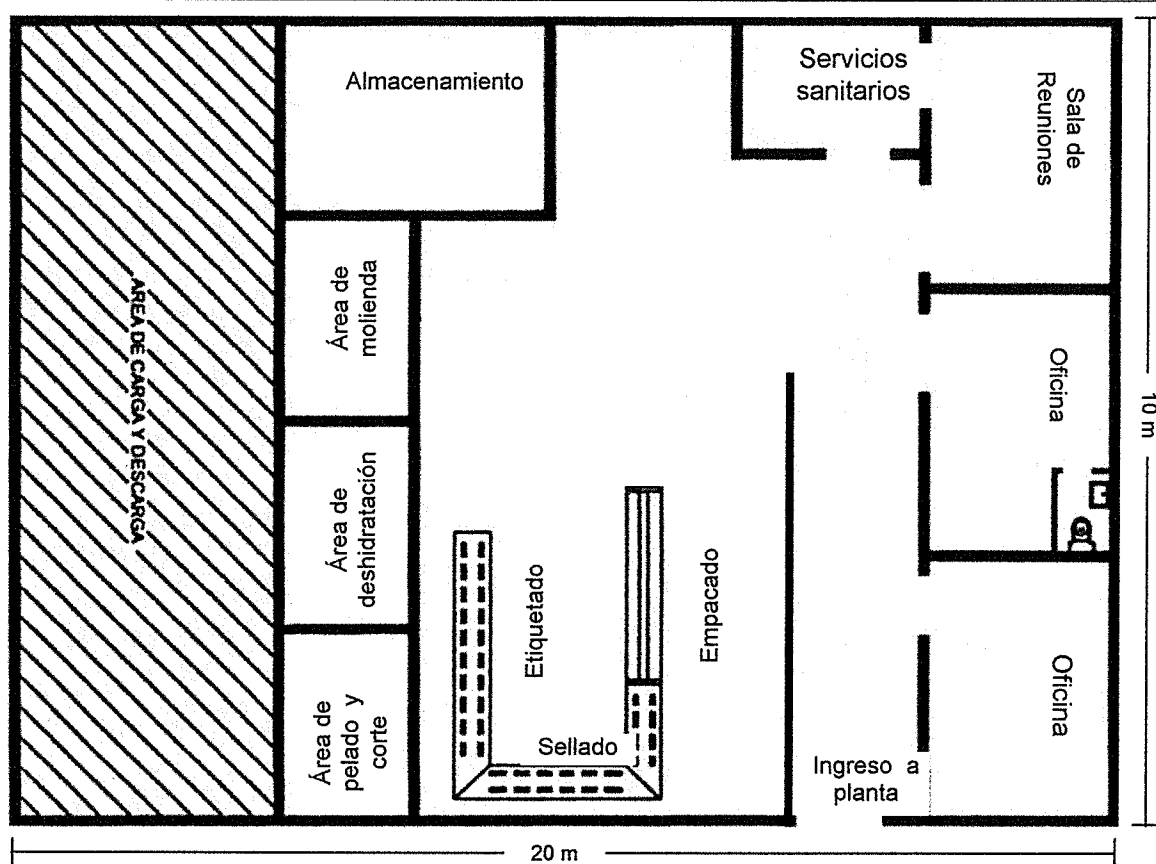 Almacenamiento
Servicios
sanitarios
Sala de
Reuniones
Área de
molienda
AREA DE CARGA Y DESCARGA
Oficina
10 m
Área de
deshidratación
Etiquetado
Empacado
Oficina
Área de
pelado y
corte
Sellado
Ingreso a
planta
20 m